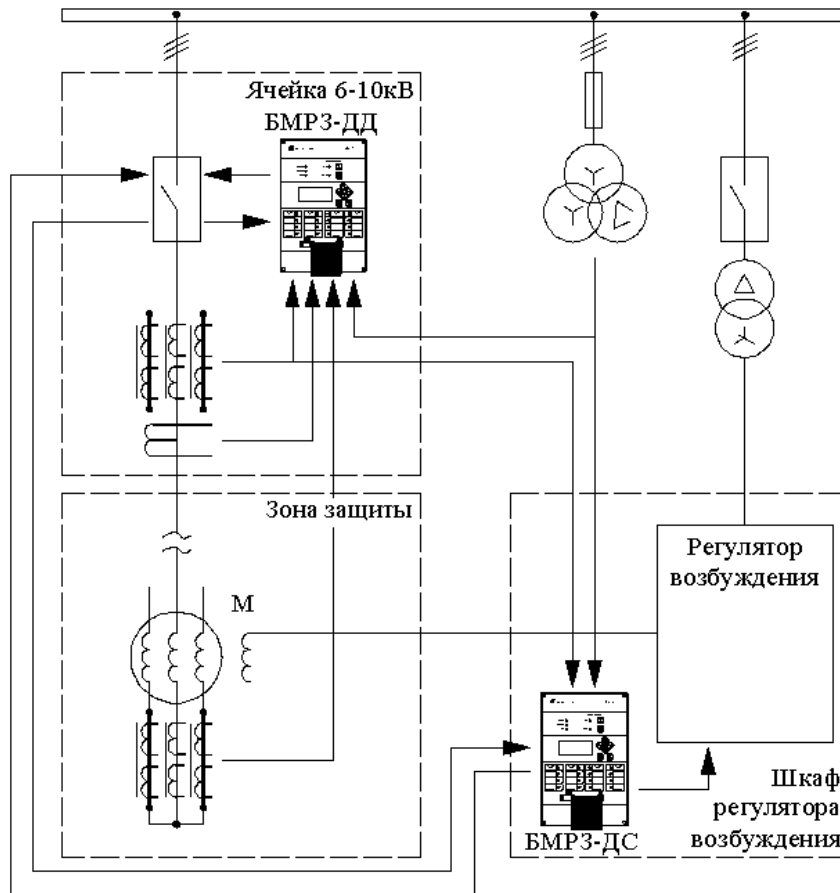 Ячейка 6-10кВ
БМРЗ-ДД
Зона защиты
М
Регулятор
возбуждения
Шкаф
регулятора
возбуждения
БМРЗ-ДС